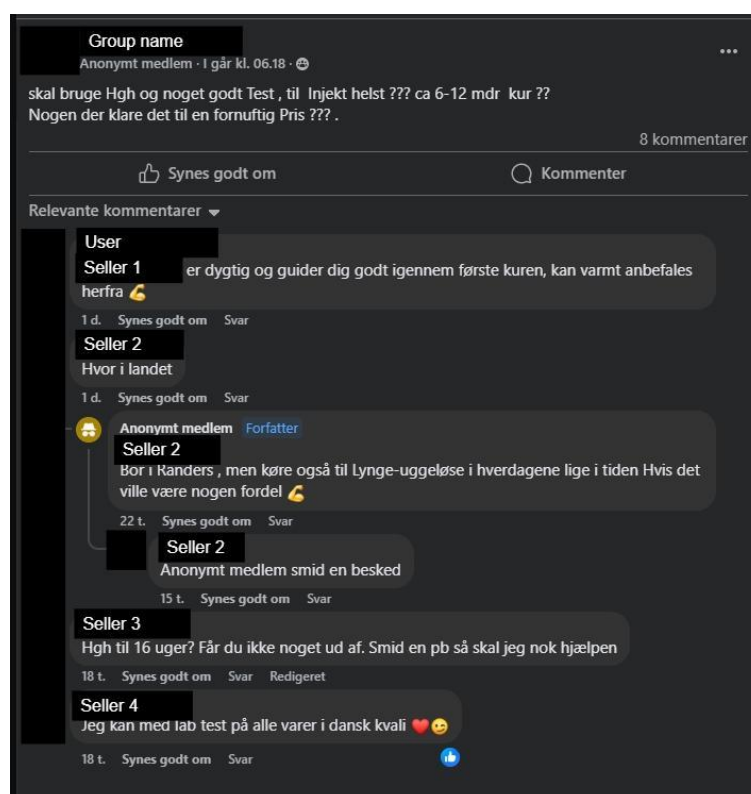 Group name
Anonymt medlem · I går kl. 06.18 ·
skal bruge Hgh og noget godt Test , til Injekt helst ??? ca 6-12 mdr kur ??
Nogen der klare det til en fornuftig Pris ??? .
8 kommentarer
Synes godt om
Kommenter
Relevante kommentarer
User
Seller 1 er dygtig og guider dig godt igennem første kuren, kan varmt anbefales
herfra 💪
1 d. Synes godt om Svar
Seller 2
Hvor i landet
1 d. Synes godt om Svar
Anonymt medlem Forfatter
Seller 2
Bor i Randers , men køre også til Lynge-uggeløse i hverdagene lige i tiden Hvis det
ville være nogen fordel 💪
22 t. Synes godt om Svar
Seller 2
Anonymt medlem smid en besked
15 t. Synes godt om Svar
Seller 3
Hgh til 16 uger? Får du ikke noget ud af. Smid en pb så skal jeg nok hjælpen
18 t. Synes godt om Svar Redigeret
Seller 4
Jeg kan med lab test på alle varer i dansk kvali ❤️😉
18 t. Synes godt om Svar